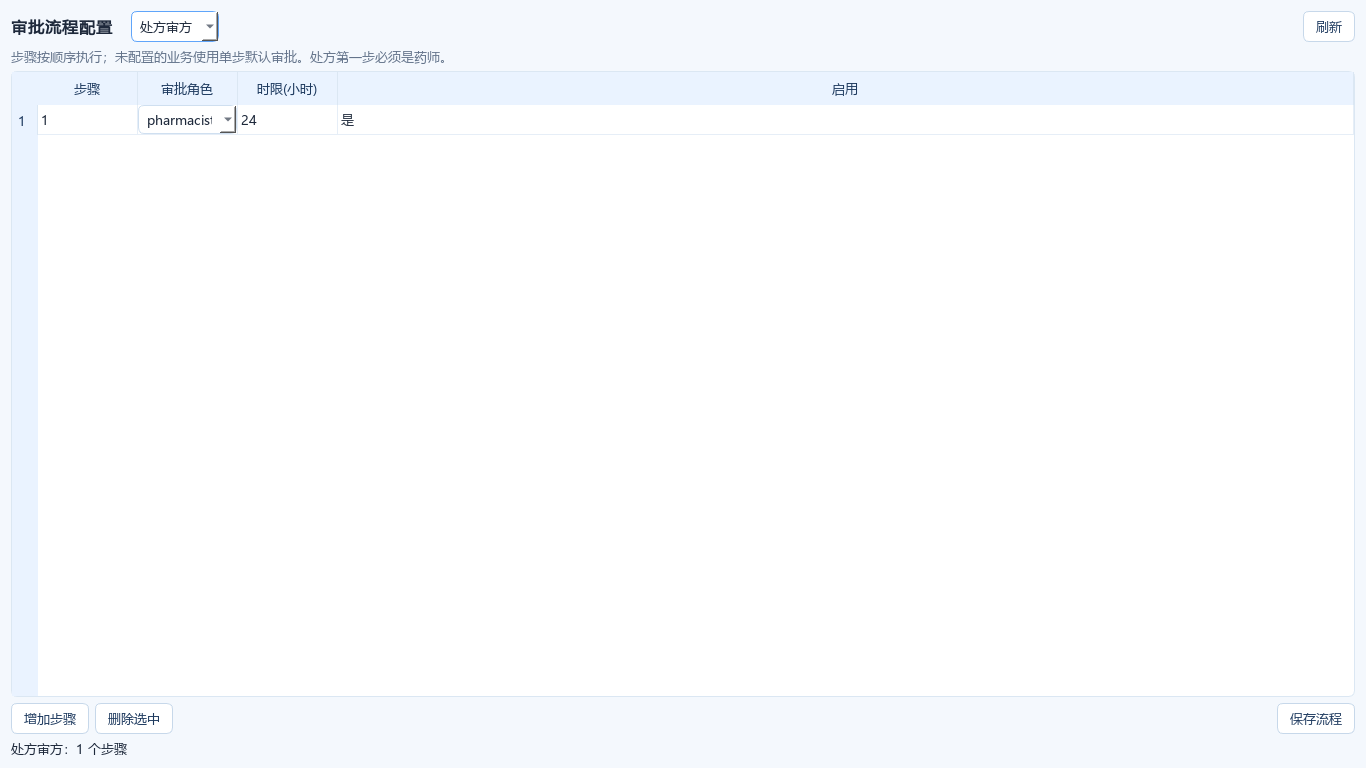 审批流程配置 处方审方 刷新
步骤按顺序执行；未配置的业务使用单步默认审批。处方第一步必须是药师。
步骤 审批角色 时限(小时) 启用
1 1 pharmacist 24 是
增加步骤 删除选中 保存流程
处方审方：1 个步骤